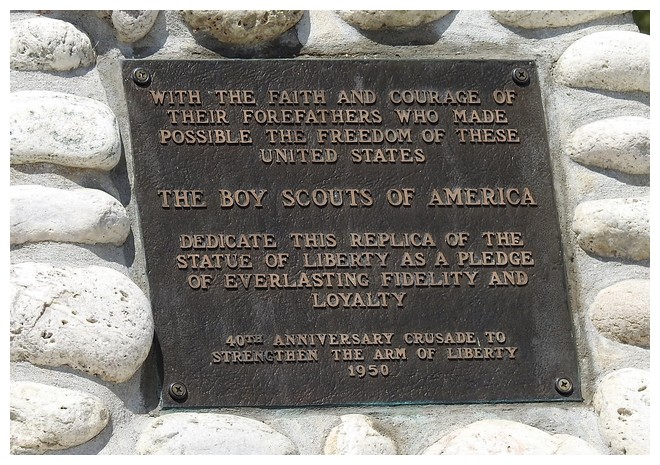 WITH THE FAITH AND COURAGE OF
THEIR FOREFATHERS WHO MADE
POSSIBLE THE FREEDOM OF THESE
UNITED STATES
THE BOY SCOUTS OF AMERICA
DEDICATE THIS REPLICA OF THE
STATUE OF LIBERTY AS A PLEDGE
OF EVERLASTING FIDELITY AND
LOYALTY
40TH ANNIVERSARY CRUSADE TO
STRENGTHEN THE ARM OF LIBERTY
1950